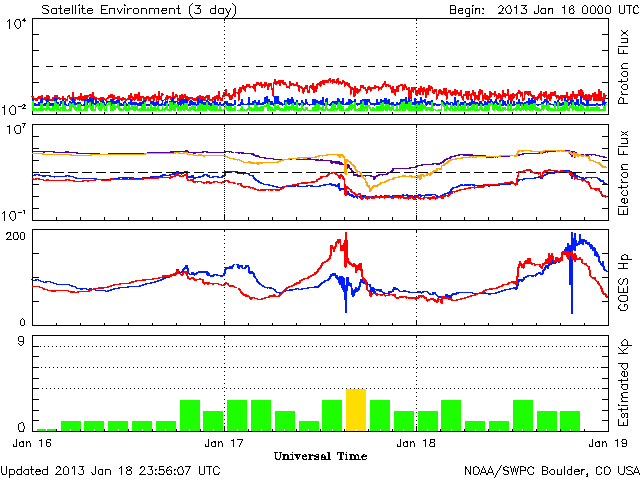 Satellite Environment (3 day) Begin: 2013 Jan 16 0000 UTC
10⁴
10⁻²
Proton Flux
10⁷
10⁻¹
Electron Flux
200
0
GOES Hp
9
0
Estimated Kp
Jan 16 Jan 17 Jan 18 Jan 19
Universal Time
Updated 2013 Jan 18 23:56:07 UTC NOAA/SWPC Boulder, CO USA